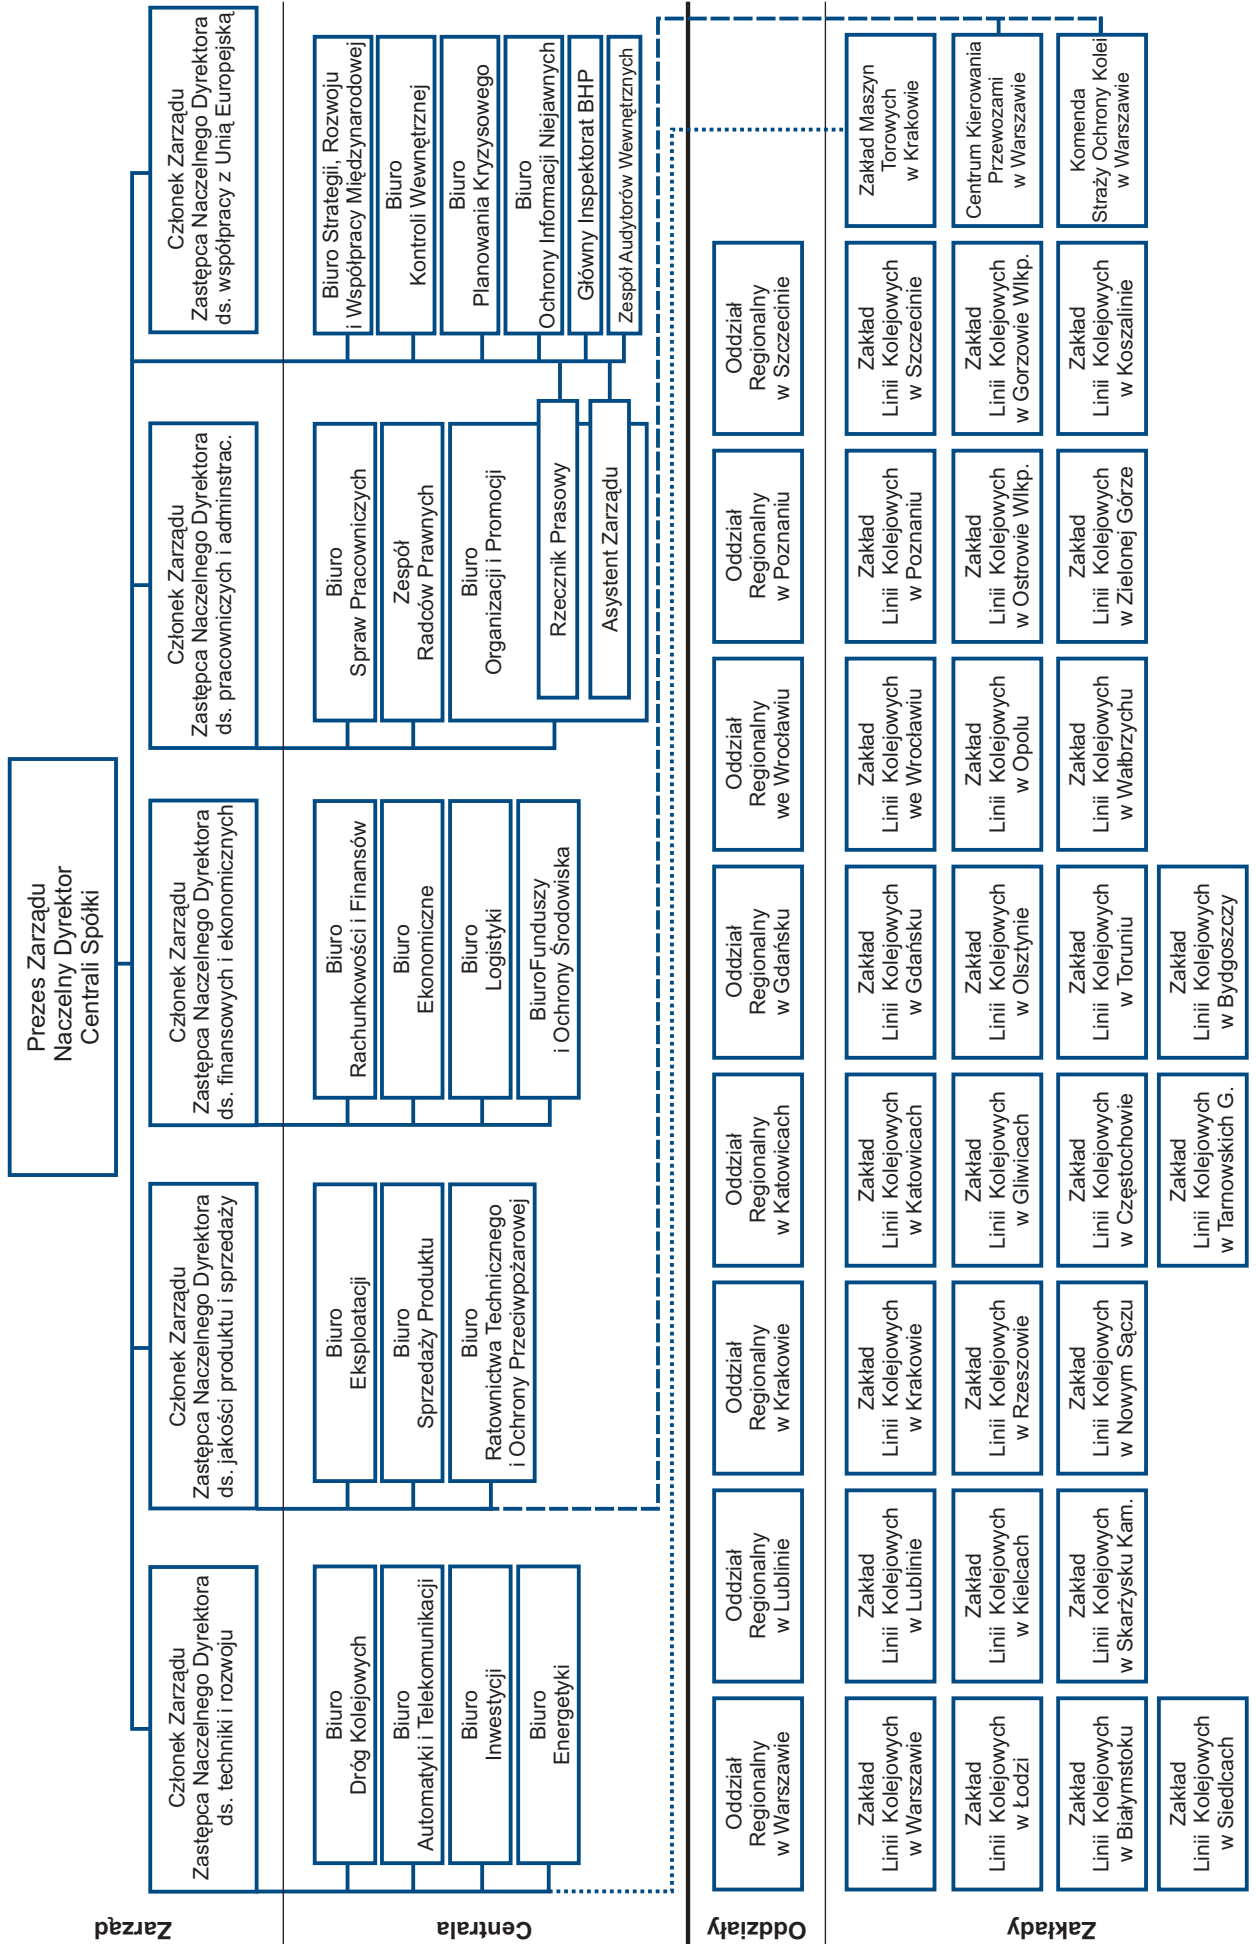 Zarząd
Prezes Zarządu
Naczelny Dyrektor
Centrali Spółki
Członek Zarządu
Zastępca Naczelnego Dyrektora
ds. techniki i rozwoju
Członek Zarządu
Zastępca Naczelnego Dyrektora
ds. jakości produktu i sprzedaży
Członek Zarządu
Zastępca Naczelnego Dyrektora
ds. finansowych i ekonomicznych
Członek Zarządu
Zastępca Naczelnego Dyrektora
ds. pracowniczych i adminstrac.
Członek Zarządu
Zastępca Naczelnego Dyrektora
ds. współpracy z Unią Europejską
Centrala
Biuro
Dróg Kolejowych
Biuro
Automatyki i Telekomunikacji
Biuro
Inwestycji
Biuro
Energetyki
Biuro
Eksploatacji
Biuro
Sprzedaży Produktu
Biuro
Ratownictwa Technicznego
i Ochrony Przeciwpożarowej
Biuro
Rachunkowości i Finansów
Biuro
Ekonomiczne
Biuro
Logistyki
BiuroFunduszy
i Ochrony Środowiska
Biuro
Spraw Pracowniczych
Zespół
Radców Prawnych
Biuro
Organizacji i Promocji
Rzecznik Prasowy
Asystent Zarządu
Biuro Strategii, Rozwoju
i Współpracy Międzynarodowej
Biuro
Kontroli Wewnętrznej
Biuro
Planowania Kryzysowego
Biuro
Ochrony Informacji Niejawnych
Główny Inspektorat BHP
Zespół Audytorów Wewnętrznych
Oddziały
Oddział
Regionalny
w Warszawie
Oddział
Regionalny
w Lublinie
Oddział
Regionalny
w Krakowie
Oddział
Regionalny
w Katowicach
Oddział
Regionalny
w Gdańsku
Oddział
Regionalny
we Wrocławiu
Oddział
Regionalny
w Poznaniu
Oddział
Regionalny
w Szczecinie
Zakłady
Zakład
Linii Kolejowych
w Warszawie
Zakład
Linii Kolejowych
w Lublinie
Zakład
Linii Kolejowych
w Krakowie
Zakład
Linii Kolejowych
w Katowicach
Zakład
Linii Kolejowych
w Gdańsku
Zakład
Linii Kolejowych
we Wrocławiu
Zakład
Linii Kolejowych
w Poznaniu
Zakład
Linii Kolejowych
w Szczecinie
Zakład Maszyn
Torowych
w Krakowie
Zakład
Linii Kolejowych
w Łodzi
Zakład
Linii Kolejowych
w Kielcach
Zakład
Linii Kolejowych
w Rzeszowie
Zakład
Linii Kolejowych
w Gliwicach
Zakład
Linii Kolejowych
w Olsztynie
Zakład
Linii Kolejowych
w Opolu
Zakład
Linii Kolejowych
w Ostrowie Wlkp.
Zakład
Linii Kolejowych
w Gorzowie Wlkp.
Centrum Kierowania
Przewozami
w Warszawie
Zakład
Linii Kolejowych
w Białymstoku
Zakład
Linii Kolejowych
w Skarżysku Kam.
Zakład
Linii Kolejowych
w Nowym Sączu
Zakład
Linii Kolejowych
w Częstochowie
Zakład
Linii Kolejowych
w Toruniu
Zakład
Linii Kolejowych
w Wałbrzychu
Zakład
Linii Kolejowych
w Zielonej Górze
Zakład
Linii Kolejowych
w Koszalinie
Komenda
Straży Ochrony Kolei
w Warszawie
Zakład
Linii Kolejowych
w Siedlcach
Zakład
Linii Kolejowych
w Tarnowskich G.
Zakład
Linii Kolejowych
w Bydgoszczy